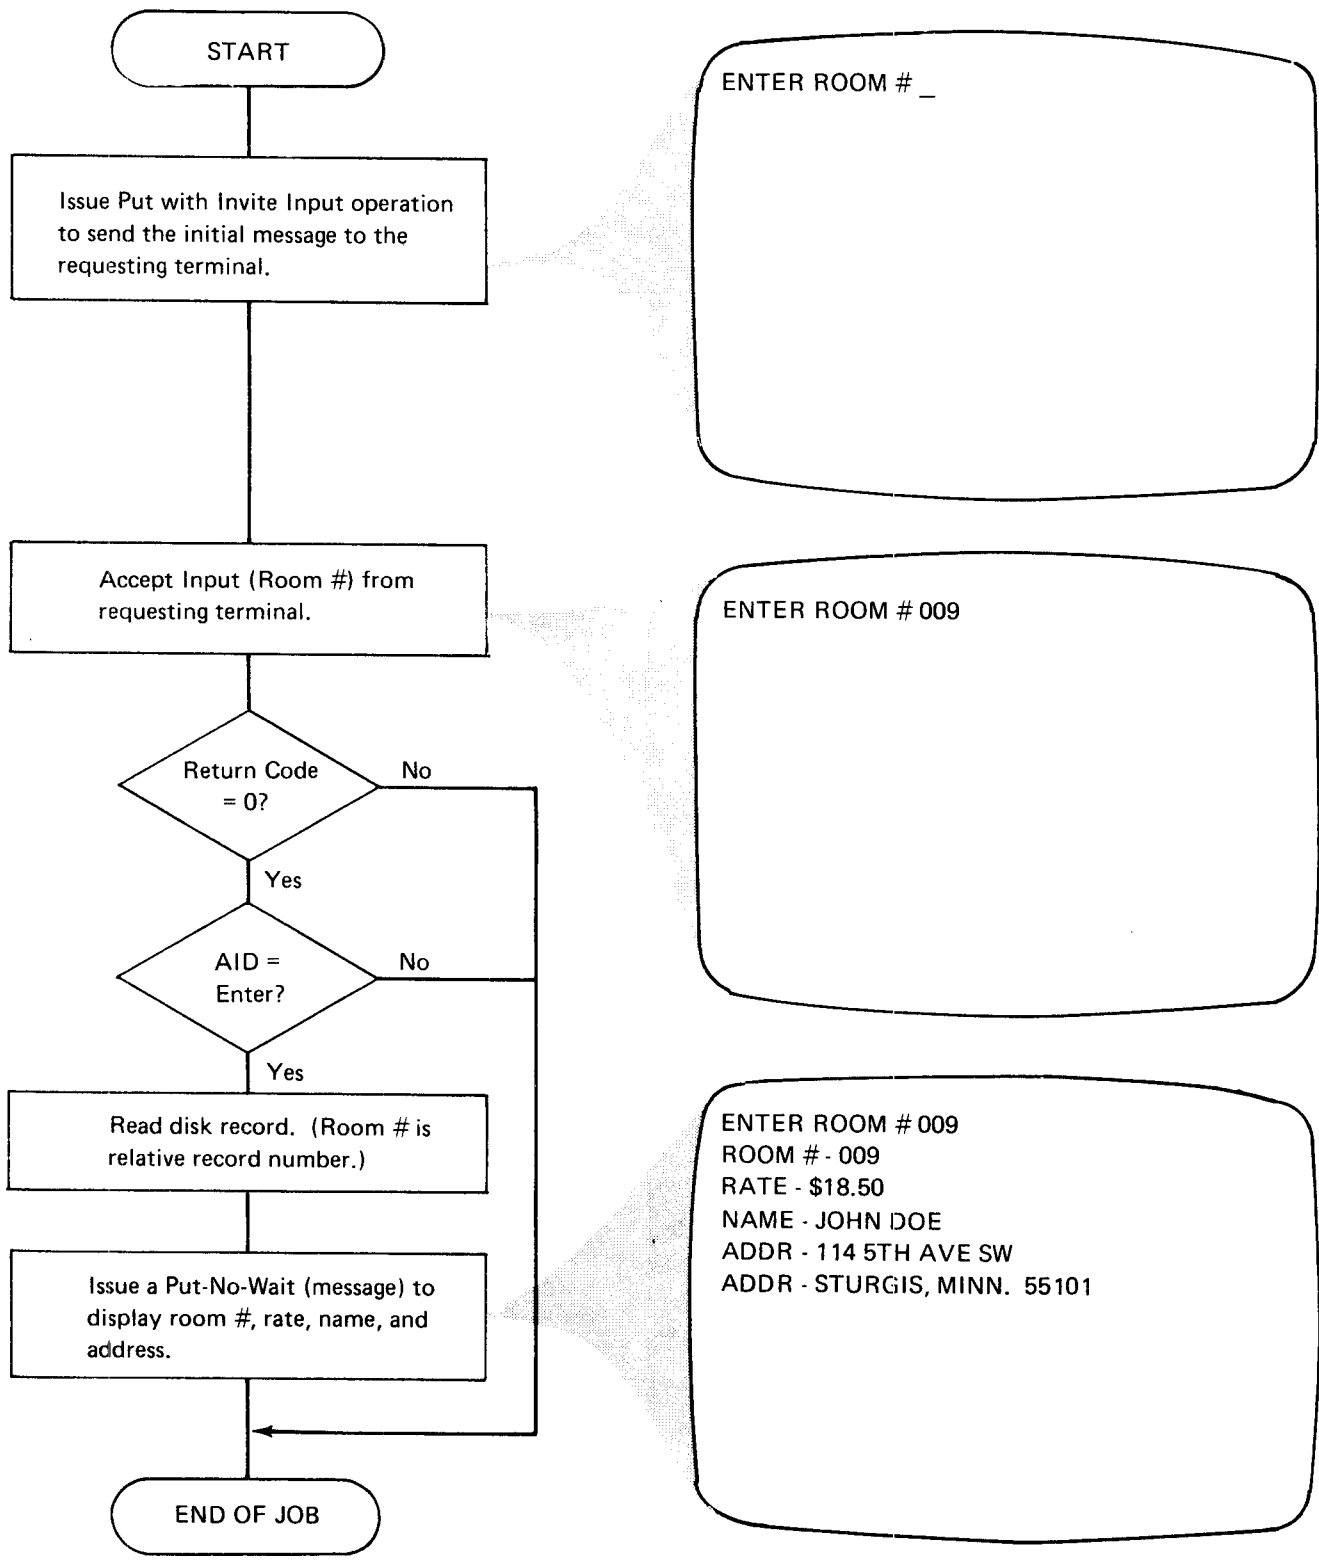 START
Issue Put with Invite Input operation
to send the initial message to the
requesting terminal.
ENTER ROOM # _
Accept Input (Room #) from
requesting terminal.
ENTER ROOM # 009
Return Code
= 0?
No
Yes
AID =
Enter?
No
Yes
Read disk record. (Room # is
relative record number.)
Issue a Put-No-Wait (message) to
display room #, rate, name, and
address.
ENTER ROOM # 009
ROOM # - 009
RATE - $18.50
NAME - JOHN DOE
ADDR - 114 5TH AVE SW
ADDR - STURGIS, MINN. 55101
END OF JOB